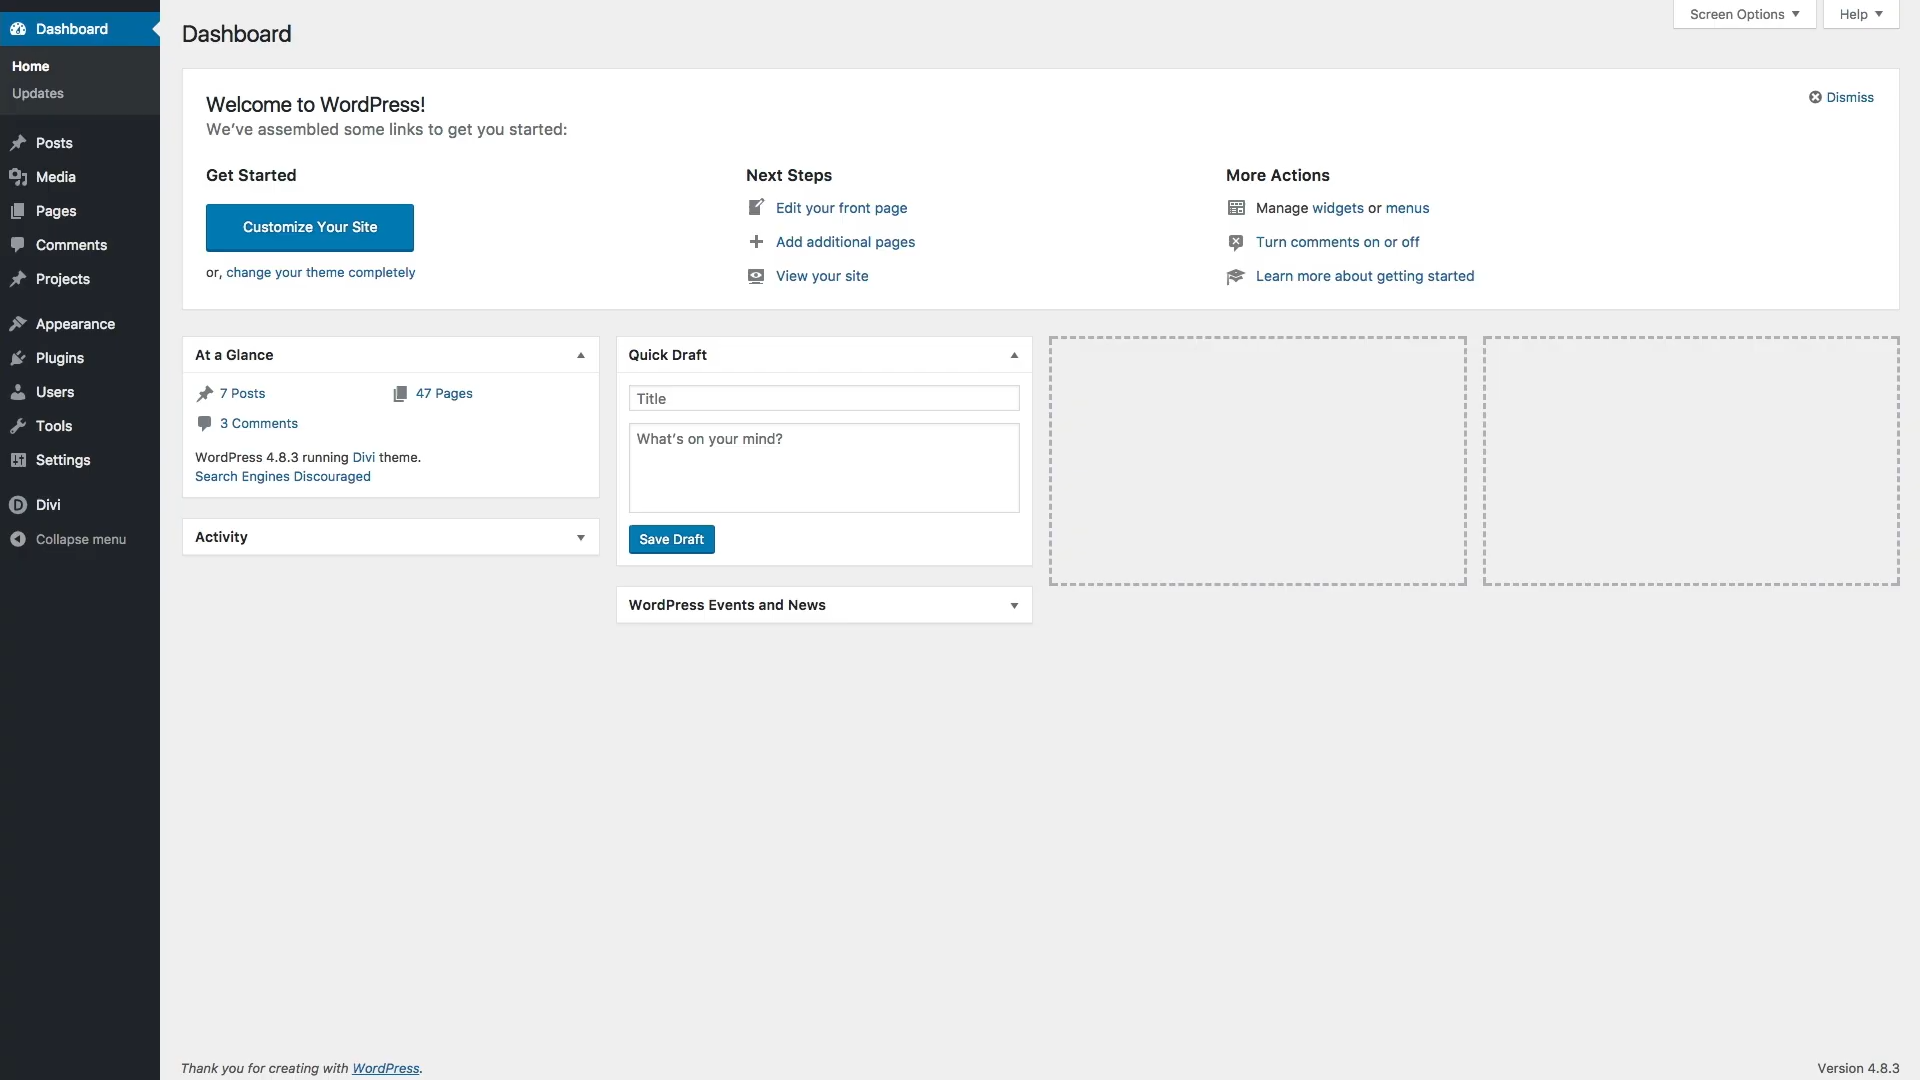 Dashboard
Home
Updates
Posts
Media
Pages
Comments
Projects
Appearance
Plugins
Users
Tools
Settings
Divi
Collapse menu
Screen Options
Help
Dashboard
Dismiss
Welcome to WordPress!
We’ve assembled some links to get you started:
Get Started
Customize Your Site
or, change your theme completely
Next Steps
Edit your front page
Add additional pages
View your site
More Actions
Manage widgets or menus
Turn comments on or off
Learn more about getting started
At a Glance
7 Posts
47 Pages
3 Comments
WordPress 4.8.3 running Divi theme.
Search Engines Discouraged
Activity
Quick Draft
Title
What’s on your mind?
Save Draft
WordPress Events and News
Thank you for creating with WordPress.
Version 4.8.3